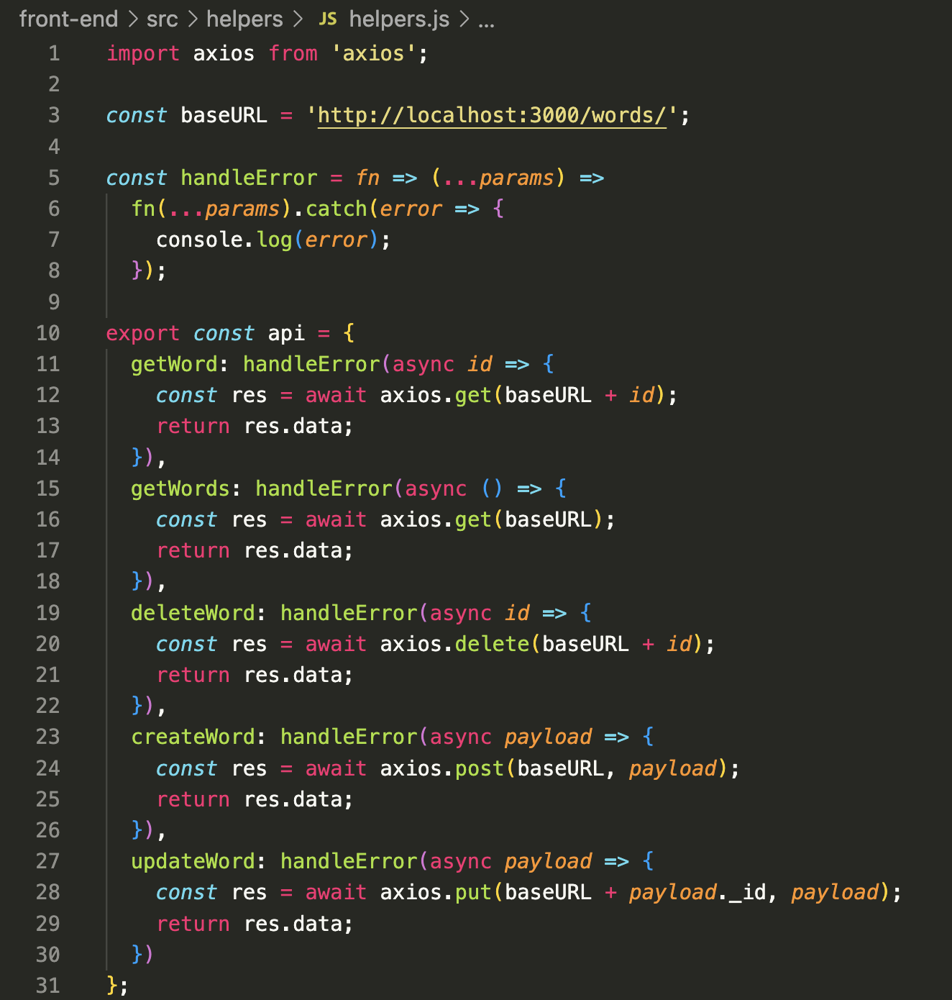 front-end > src > helpers > JS helpers.js > ...
1 import axios from 'axios';
2
3 const baseURL = 'http://localhost:3000/words/';
4
5 const handleError = fn => (...params) =>
6   fn(...params).catch(error => {
7     console.log(error);
8   });
9
10 export const api = {
11   getWord: handleError(async id => {
12     const res = await axios.get(baseURL + id);
13     return res.data;
14   }),
15   getWords: handleError(async () => {
16     const res = await axios.get(baseURL);
17     return res.data;
18   }),
19   deleteWord: handleError(async id => {
20     const res = await axios.delete(baseURL + id);
21     return res.data;
22   }),
23   createWord: handleError(async payload => {
24     const res = await axios.post(baseURL, payload);
25     return res.data;
26   }),
27   updateWord: handleError(async payload => {
28     const res = await axios.put(baseURL + payload._id, payload);
29     return res.data;
30   })
31 };